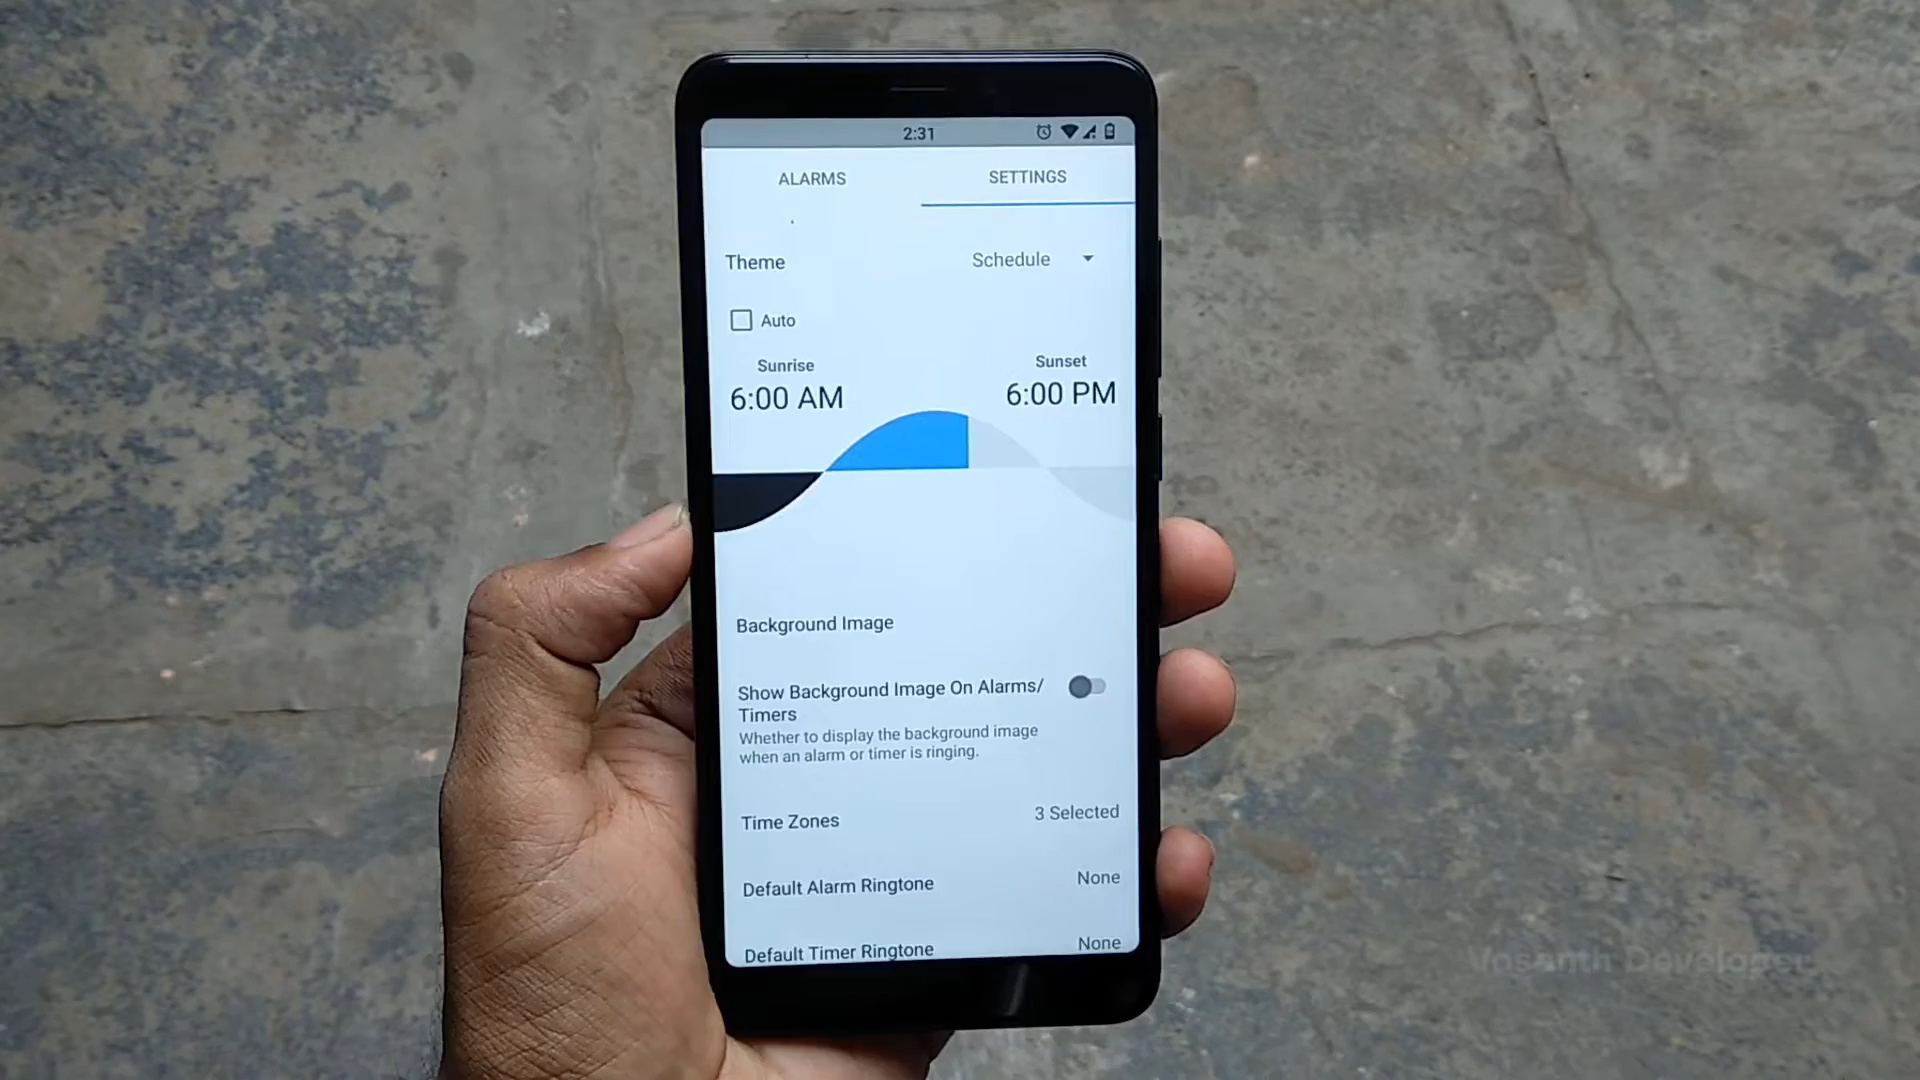 2:31
ALARMS
SETTINGS
Theme
Schedule
Auto
Sunrise
Sunset
6:00 AM
6:00 PM
Background Image
Show Background Image On Alarms/
Timers
Whether to display the background image
when an alarm or timer is ringing.
Time Zones
3 Selected
Default Alarm Ringtone
None
Default Timer Ringtone
None
Vasanth Developer